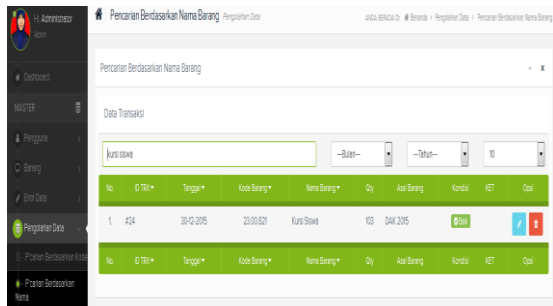 Hi, Administrator
Admin
Dashboard
MASTER
Pengguna
Barang
Error Data
Pengolahan Data
P'carian Berdasarkan Kode
P'carian Berdasarkan Nama
Pencarian Berdasarkan Nama Barang Pengolahan Data
ANDA BERADA DI: Beranda > Pengolahan Data > Pencarian Berdasarkan Nama Barang
Pencarian Berdasarkan Nama Barang
Data Transaksi
kursi siswa ---Bulan--- ---Tahun--- 10
No. ID TRX Tanggal Kode Barang Nama Barang Qty Asal Barang Kondisi KET Opsi
1. #24 30-12-2015 23.00.821 Kursi Siswa 103 DAK 2015 Baik
No. ID TRX Tanggal Kode Barang Nama Barang Qty Asal Barang Kondisi KET Opsi